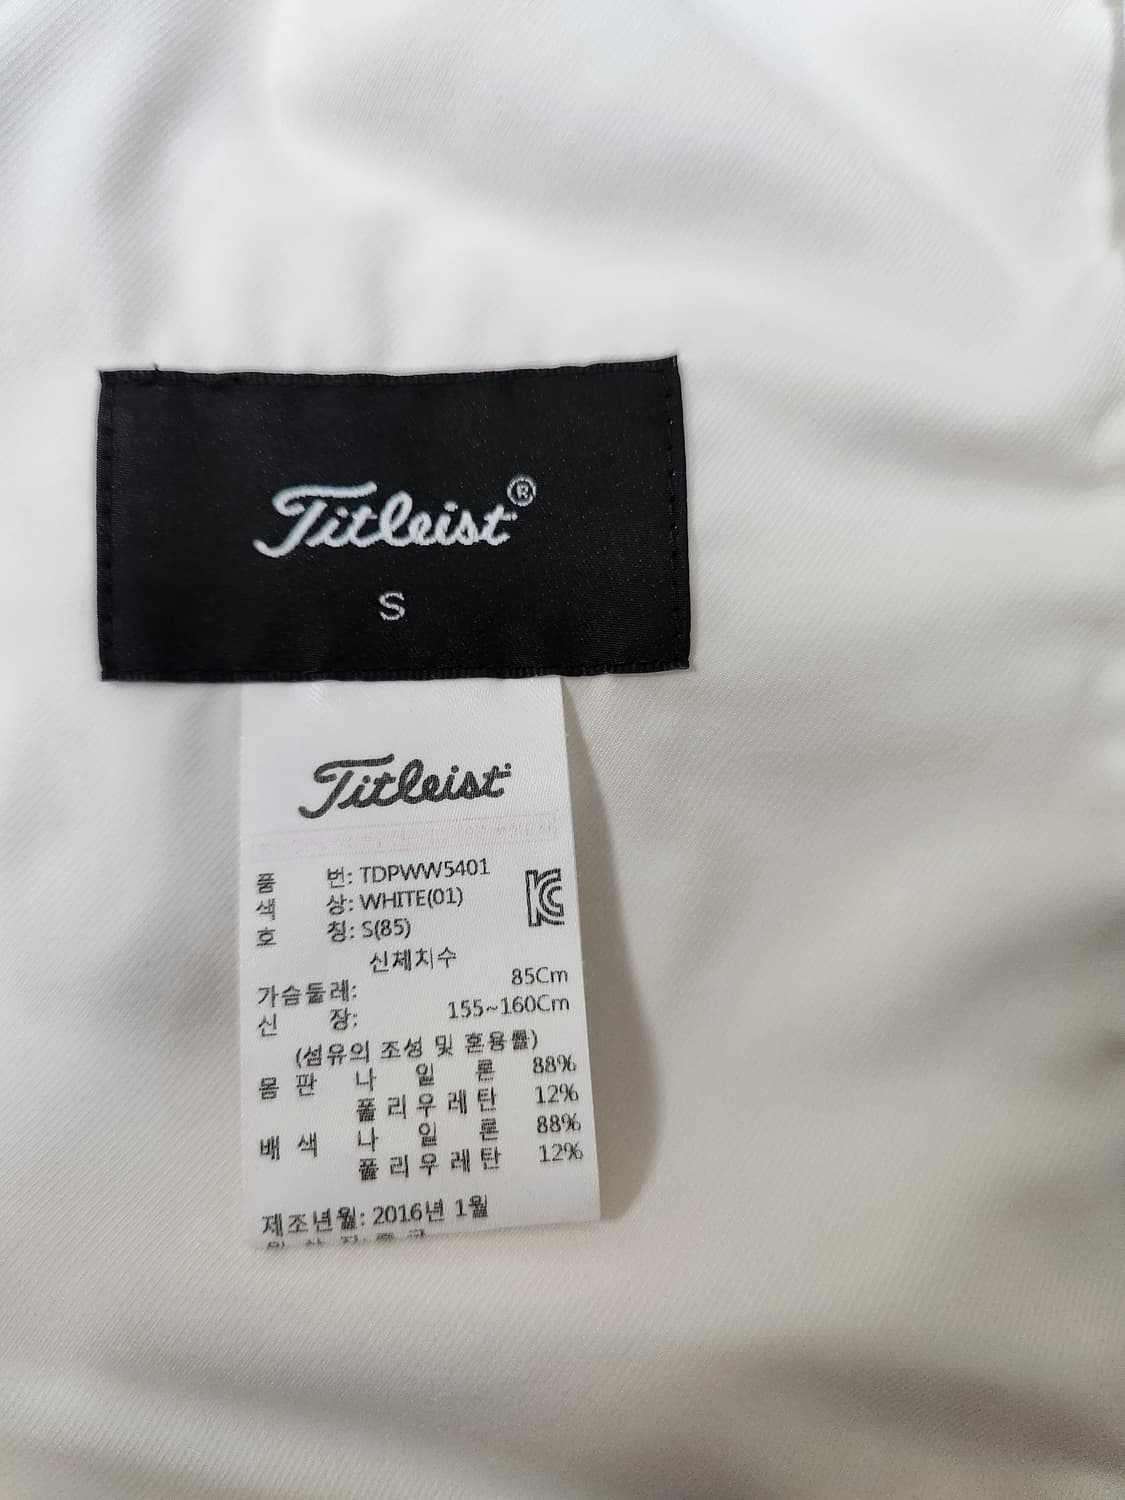 Titleist®
S
Titleist
품 번: TDPWW5401
색 상: WHITE(01)
호 칭: S(85)
신체치수
가슴둘레: 85Cm
신 장: 155~160Cm
(섬유의 조성 및 혼용률)
몸 판 나 일 론 88%
폴 리 우 레 탄 12%
배 색 나 일 론 88%
폴 리 우 레 탄 12%
제조년월: 2016년 1월